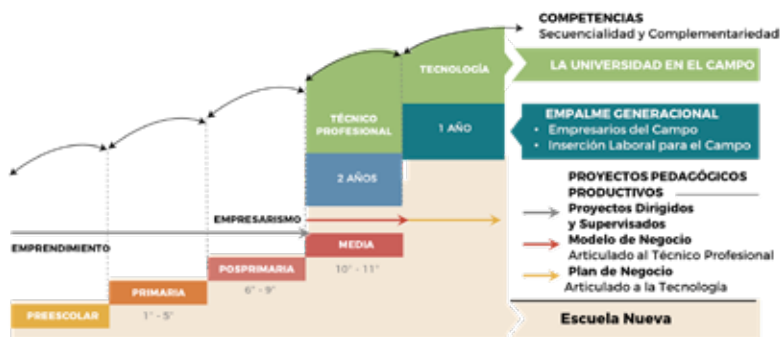 COMPETENCIAS
Secuencialidad y Complementariedad
TECNOLOGÍA
LA UNIVERSIDAD EN EL CAMPO
TÉCNICO
PROFESIONAL
1 AÑO
EMPALME GENERACIONAL
• Empresarios del Campo
• Inserción Laboral para el Campo
2 AÑOS
PROYECTOS PEDAGÓGICOS
PRODUCTIVOS
Proyectos Dirigidos
y Supervisados
Modelo de Negocio
Articulado al Técnico Profesional
Plan de Negocio
Articulado a la Tecnología
EMPRESARISMO
EMPRENDIMIENTO
MEDIA
10° - 11°
POSPRIMARIA
6° - 9°
PRIMARIA
1° - 5°
PREESCOLAR
Escuela Nueva